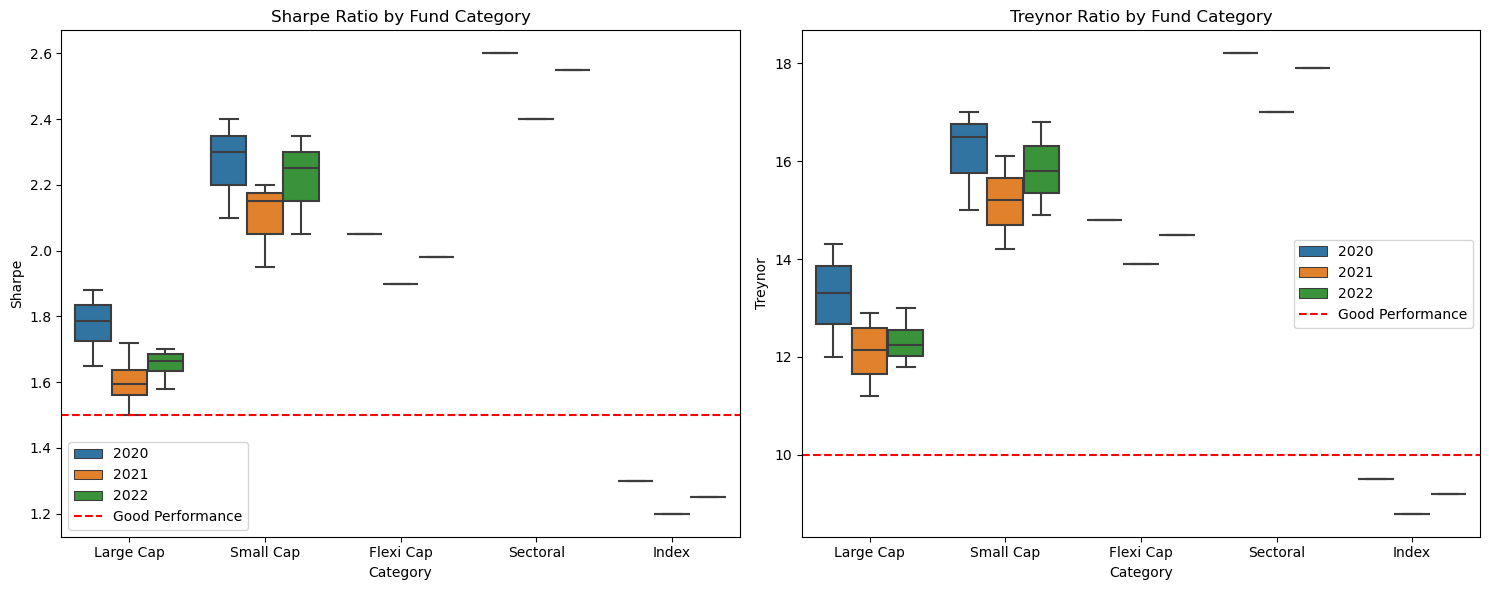 Sharpe Ratio by Fund Category
2.6
2.4
2.2
2.0
1.8
1.6
1.4
1.2
Sharpe
2020
2021
2022
Good Performance
Large Cap
Small Cap
Flexi Cap
Sectoral
Index
Category
Treynor Ratio by Fund Category
18
16
14
12
10
Treynor
2020
2021
2022
Good Performance
Large Cap
Small Cap
Flexi Cap
Sectoral
Index
Category